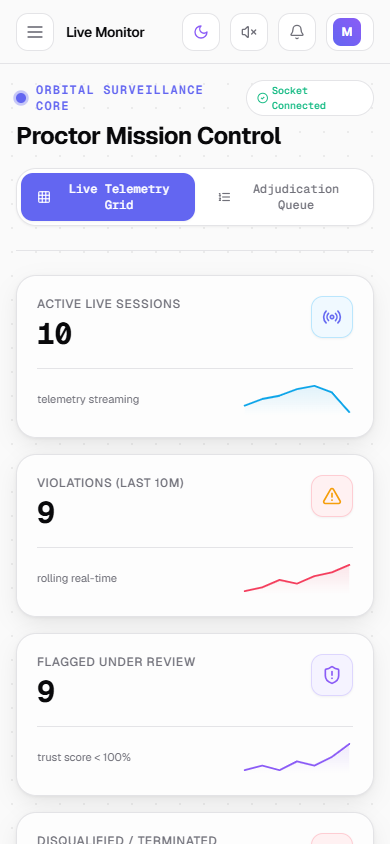 Live Monitor
M
ORBITAL SURVEILLANCE
CORE
Socket
Connected
Proctor Mission Control
Live Telemetry
Grid
Adjudication
Queue
ACTIVE LIVE SESSIONS
10
telemetry streaming
VIOLATIONS (LAST 10M)
9
rolling real-time
FLAGGED UNDER REVIEW
9
trust score < 100%
DISQUALIFIED / TERMINATED